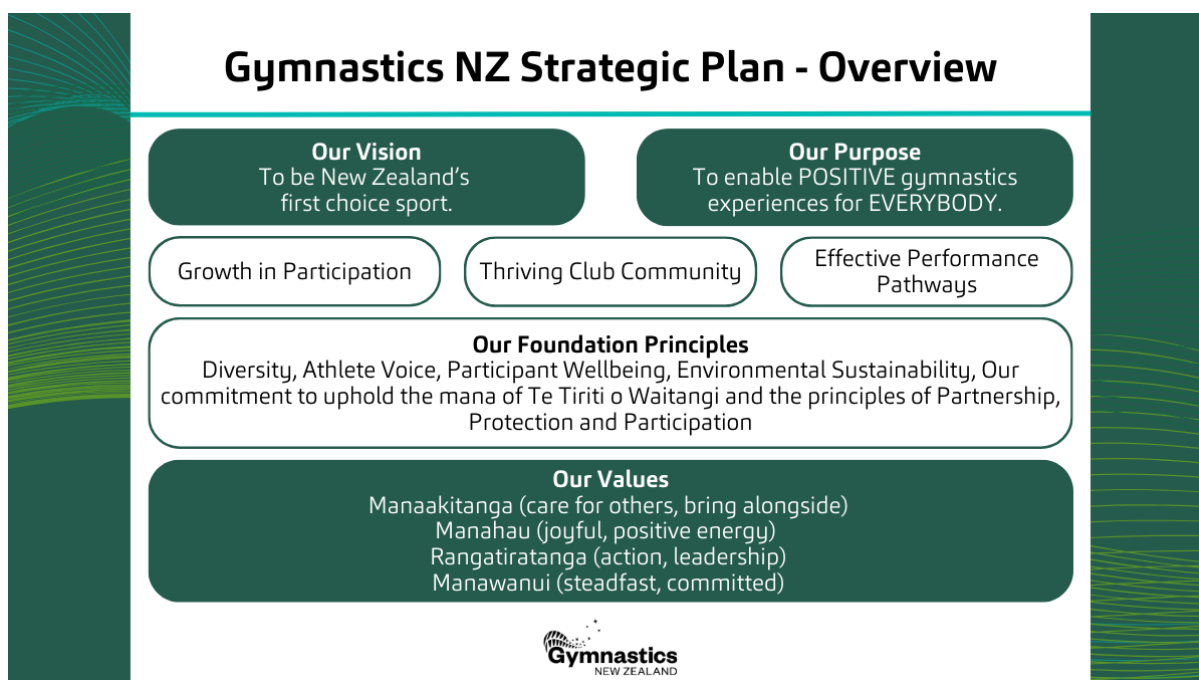 Gymnastics NZ Strategic Plan - Overview
Our Vision
To be New Zealand's
first choice sport.
Our Purpose
To enable POSITIVE gymnastics
experiences for EVERYBODY.
Growth in Participation
Thriving Club Community
Effective Performance
Pathways
Our Foundation Principles
Diversity, Athlete Voice, Participant Wellbeing, Environmental Sustainability, Our
commitment to uphold the mana of Te Tiriti o Waitangi and the principles of Partnership,
Protection and Participation
Our Values
Manaakitanga (care for others, bring alongside)
Manahau (joyful, positive energy)
Rangatiratanga (action, leadership)
Manawanui (steadfast, committed)
Gymnastics
NEW ZEALAND